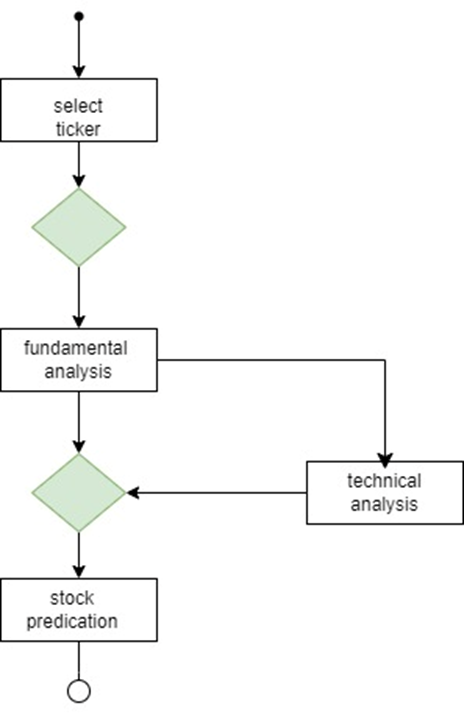 select
ticker
fundamental
analysis
technical
analysis
stock
predication